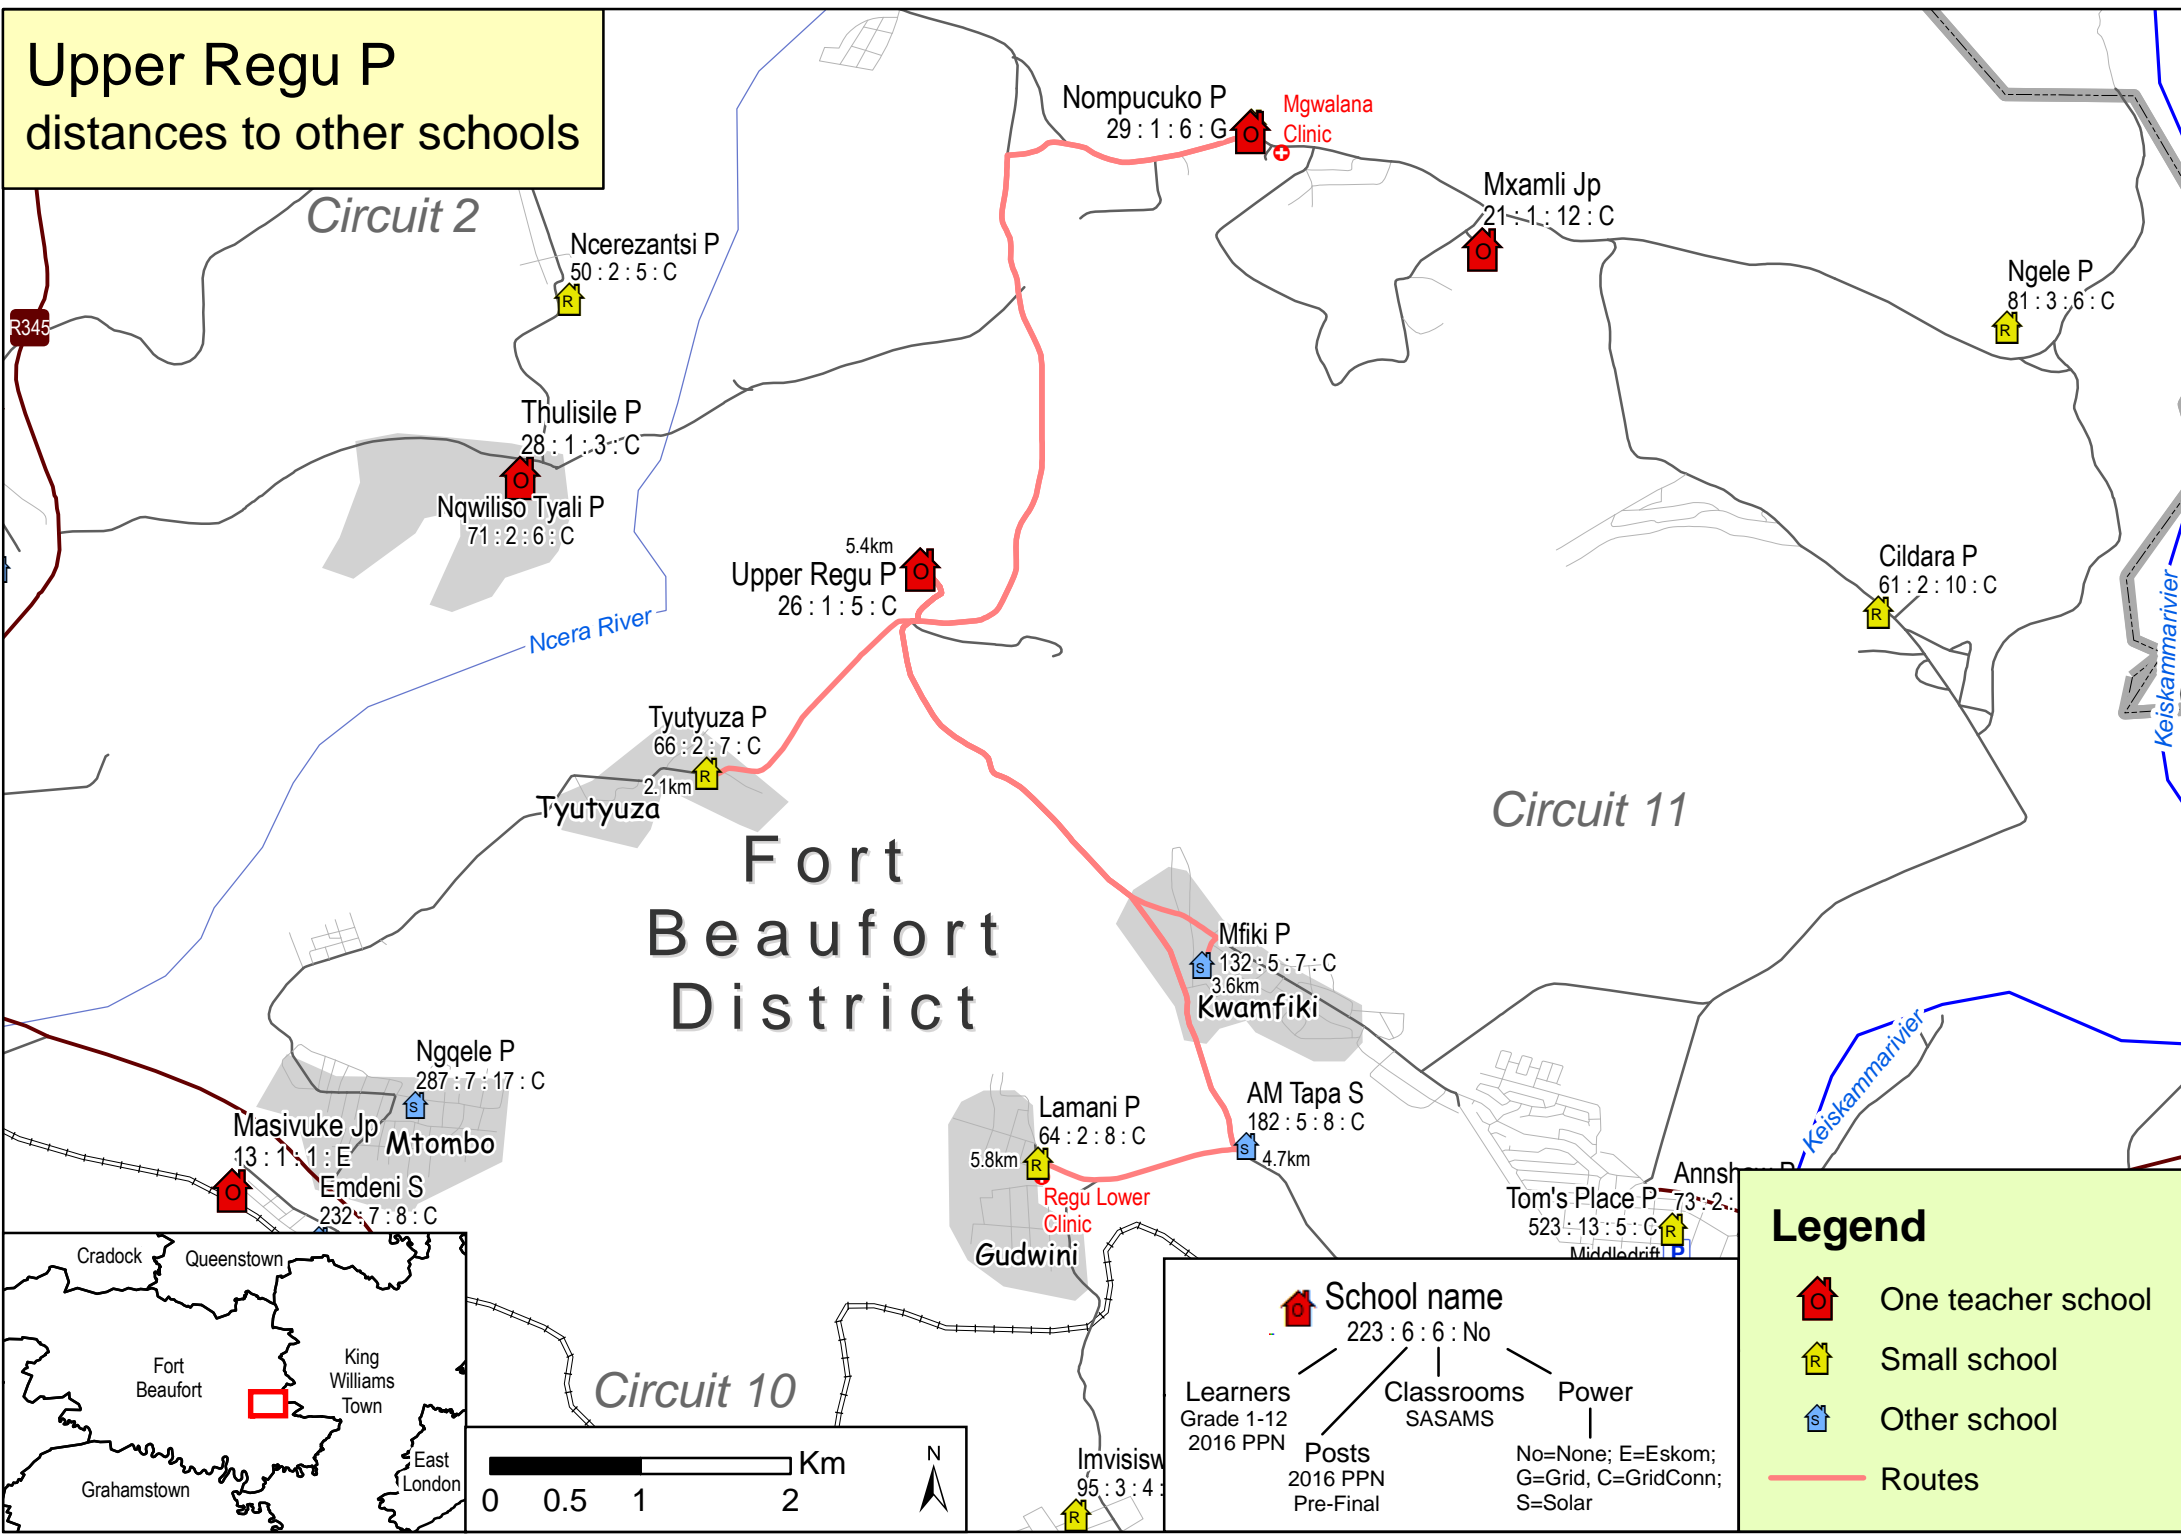 Upper Regu P
distances to other schools
Circuit 2
R345
Ncerezantsi P
50 : 2 : 5 : C
R
Thulisile P
28 : 1 : 3 : C
O
Nqwiliso Tyali P
71 : 2 : 6 : C
Nompucuko P
29 : 1 : 6 : G
O
Mgwalana
Clinic
Mxamli Jp
21 : 1 : 12 : C
O
Ngele P
81 : 3 : 6 : C
R
Cildara P
61 : 2 : 10 : C
R
Keiskammarivier
5.4km
Upper Regu P
26 : 1 : 5 : C
O
Ncera River
Tyutyuza P
66 : 2 : 7 : C
R
2.1km
Tyutyuza
Fort
Beaufort
District
Circuit 11
Mfiki P
132 : 5 : 7 : C
S
3.6km
Kwamfiki
Keiskammarivier
Ngqele P
287 : 7 : 17 : C
S
Mtombo
Masivuke Jp
13 : 1 : 1 : E
O
Emdeni S
232 : 7 : 8 : C
Lamani P
64 : 2 : 8 : C
5.8km
R
Regu Lower
Clinic
Gudwini
AM Tapa S
182 : 5 : 8 : C
S
4.7km
73 : 2 :
Tom's Place P
523 : 13 : 5 : C
R
Middledrift
P
Circuit 10
95 : 3 : 4 :
R
Cradock
Queenstown
Fort
Beaufort
King
Williams
Town
East
London
Grahamstown
Km
0 0.5 1 2
N
O
School name
223 : 6 : 6 : No
Learners
Grade 1-12
2016 PPN
Posts
2016 PPN
Pre-Final
Classrooms
SASAMS
Power
No=None; E=Eskom;
G=Grid, C=GridConn;
S=Solar
Legend
O One teacher school
R Small school
S Other school
Routes